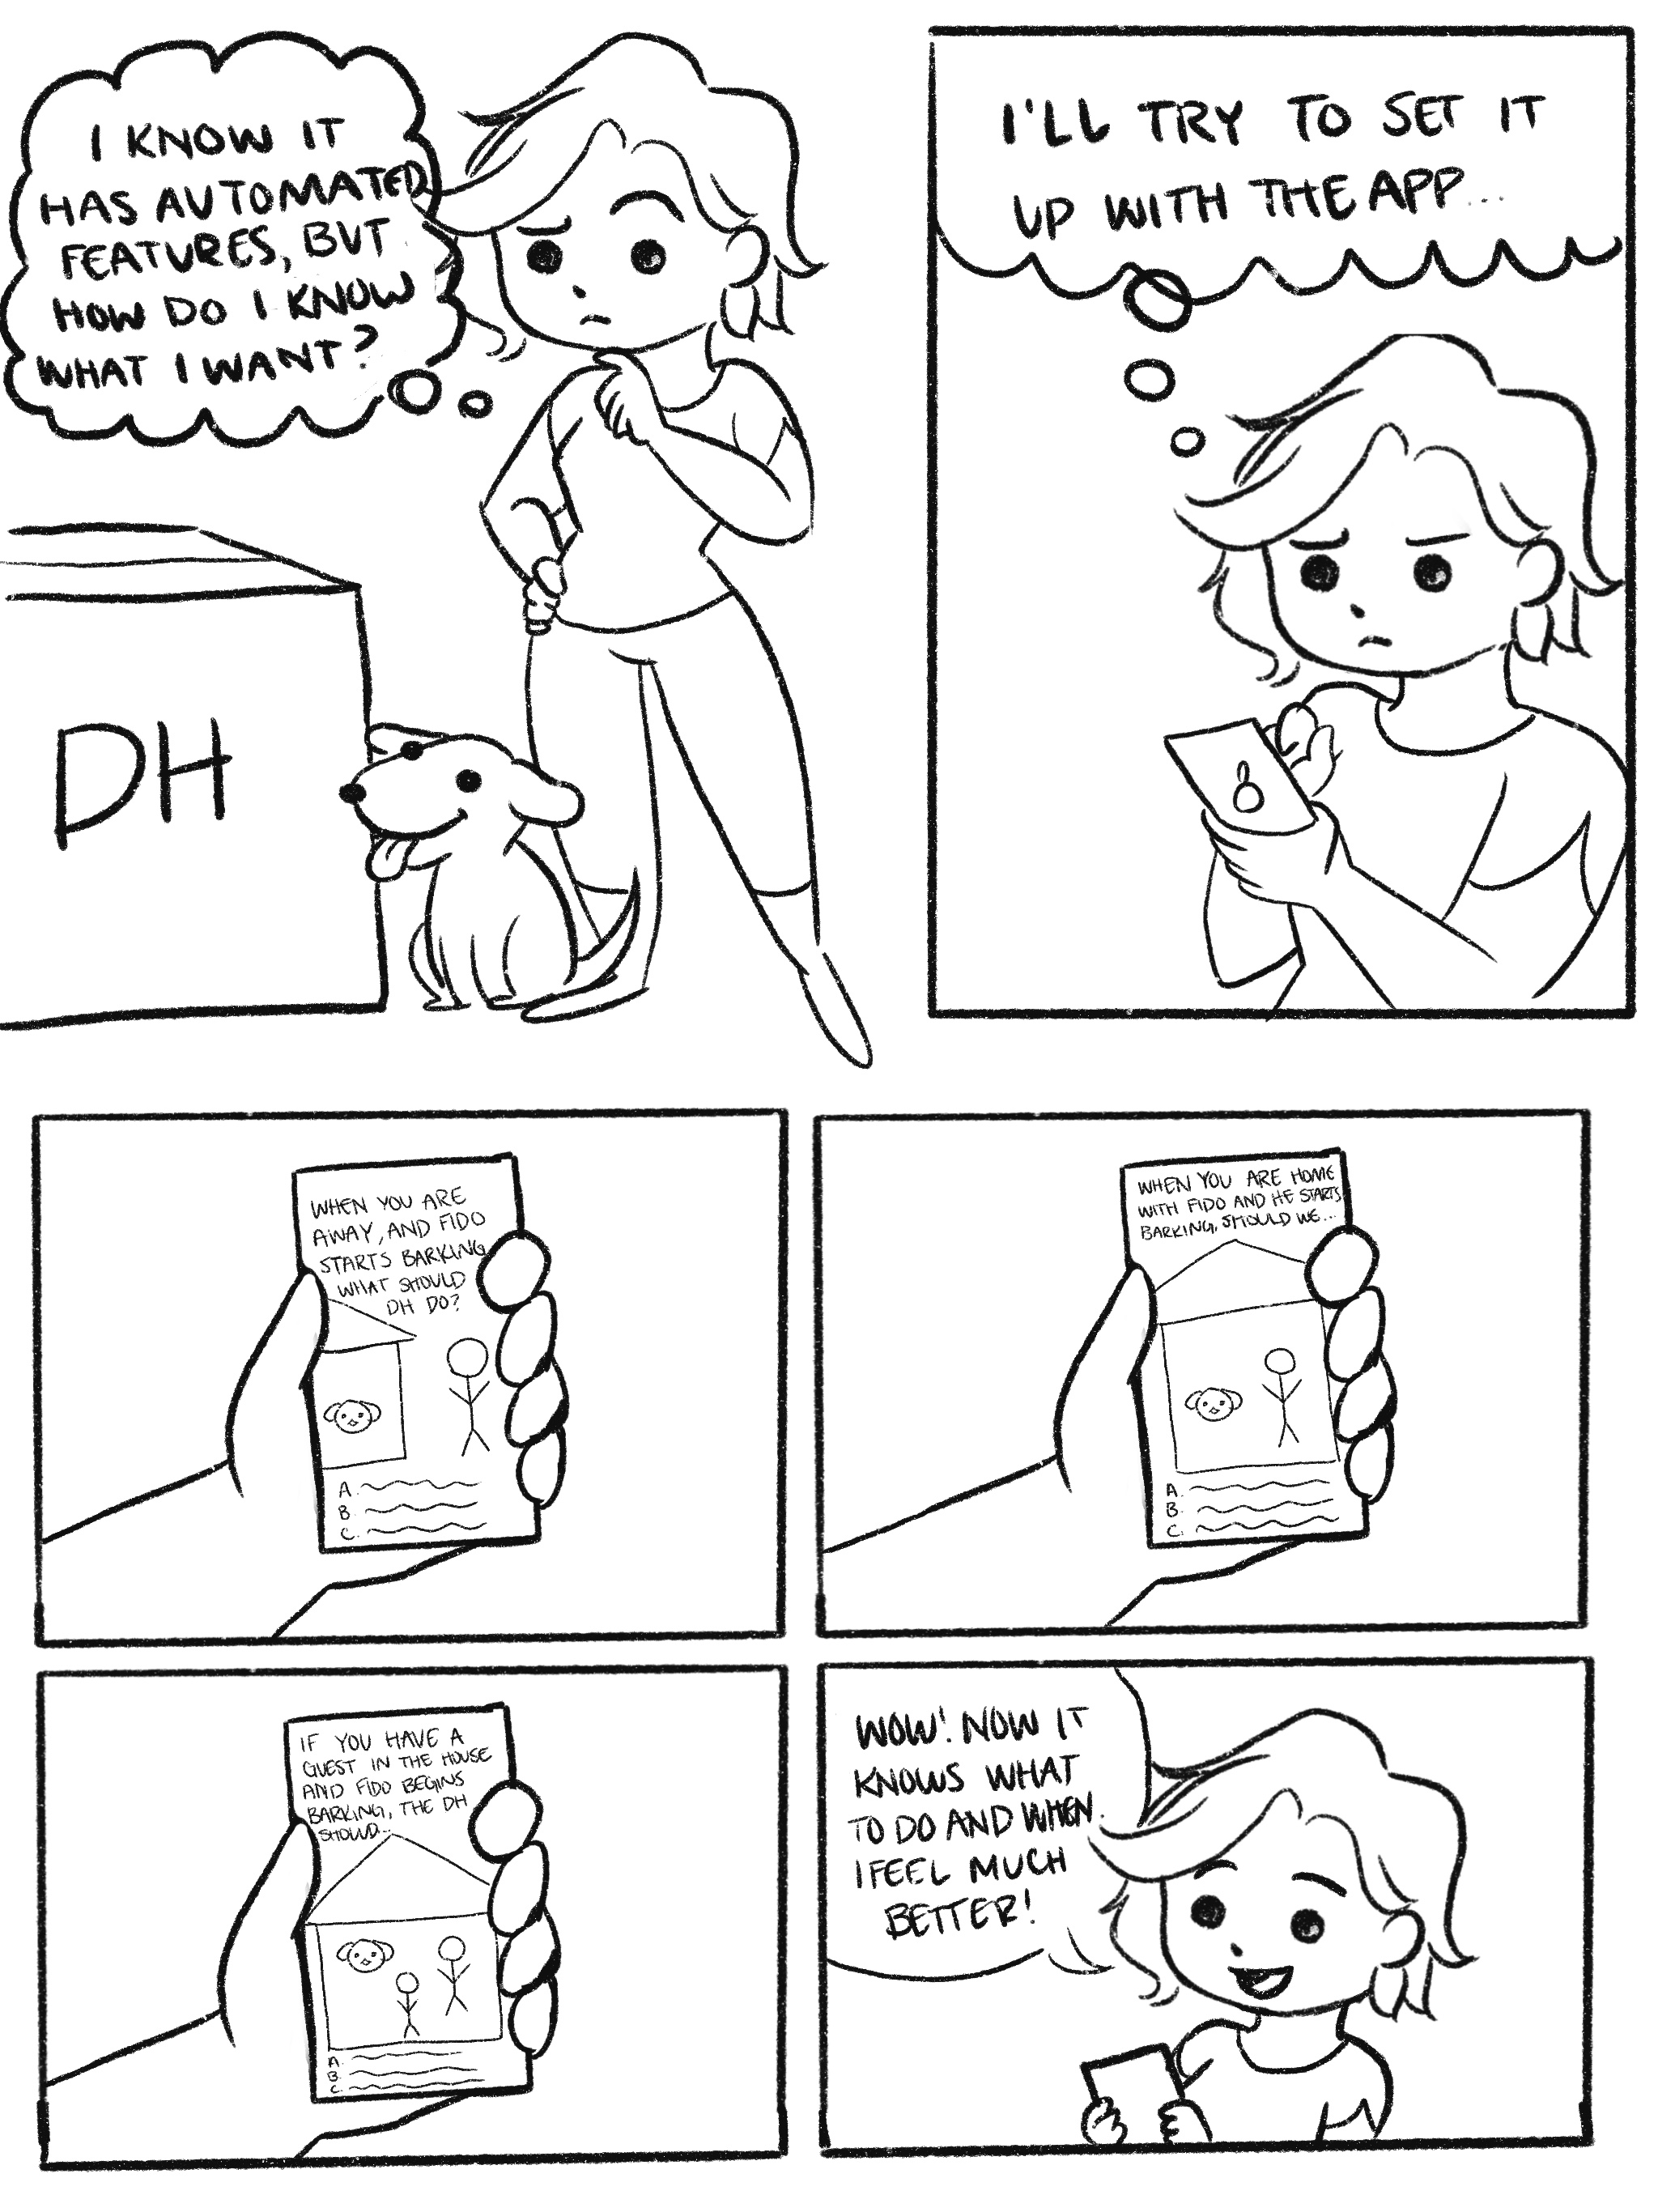 I KNOW IT
HAS AUTOMATED
FEATURES, BUT
HOW DO I KNOW
WHAT I WANT?
DH
I'LL TRY TO SET IT
UP WITH THE APP...
WHEN YOU ARE
AWAY, AND FIDO
STARTS BARKING
WHAT SHOULD
DH DO?
A.
B.
C.
WHEN YOU ARE HOME
WITH FIDO AND HE STARTS
BARKING, SHOULD WE...
A.
B.
C.
IF YOU HAVE A
GUEST IN THE HOUSE
AND FIDO BEGINS
BARKING, THE DH
SHOULD...
A.
B.
C.
WOW! NOW IT
KNOWS WHAT
TO DO AND WHEN.
I FEEL MUCH
BETTER!